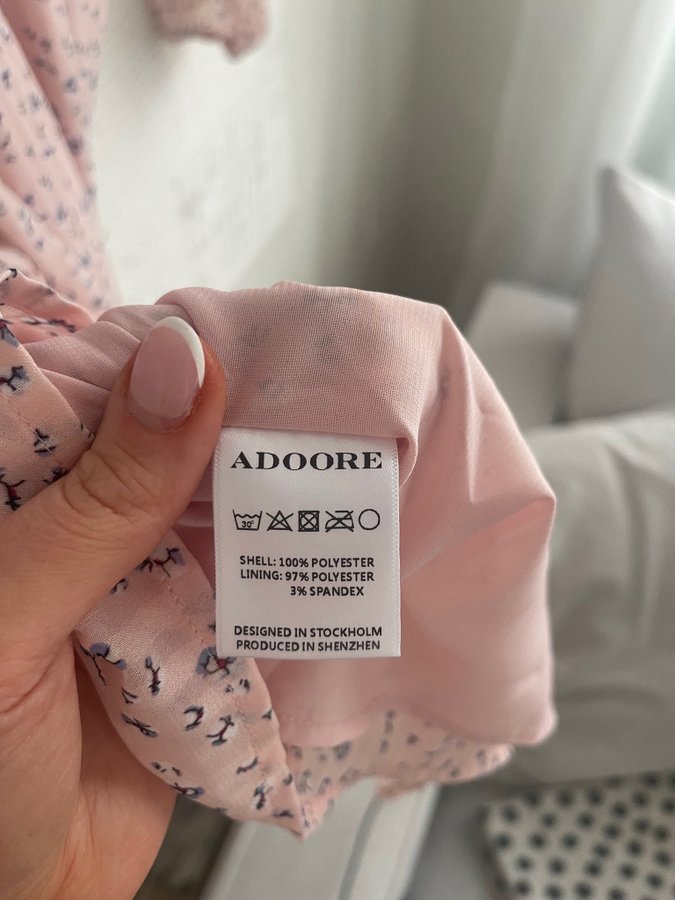 ADOORE
30°
SHELL: 100% POLYESTER
LINING: 97% POLYESTER
3% SPANDEX
DESIGNED IN STOCKHOLM
PRODUCED IN SHENZHEN